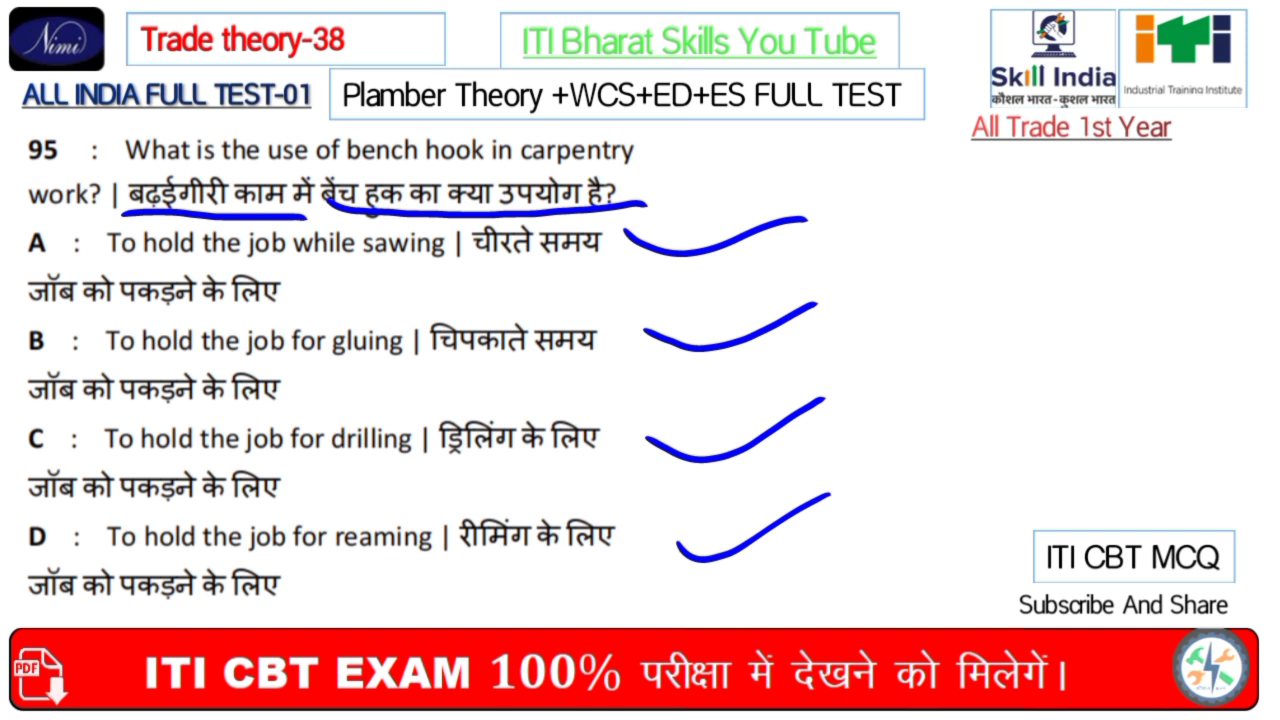 Nimi
Trade theory-38
ITI Bharat Skills You Tube
Skill India
कौशल भारत-कुशल भारत
iTi
Industrial Training Institute
ALL INDIA FULL TEST-01
Plamber Theory +WCS+ED+ES FULL TEST
All Trade 1st Year
95 : What is the use of bench hook in carpentry
work? | बढ़ईगीरी काम में बेंच हुक का क्या उपयोग है?
A : To hold the job while sawing | चीरते समय
जॉब को पकड़ने के लिए
B : To hold the job for gluing | चिपकाते समय
जॉब को पकड़ने के लिए
C : To hold the job for drilling | ड्रिलिंग के लिए
जॉब को पकड़ने के लिए
D : To hold the job for reaming | रीमिंग के लिए
जॉब को पकड़ने के लिए
ITI CBT MCQ
Subscribe And Share
PDF
ITI CBT EXAM 100% परीक्षा में देखने को मिलेगें।